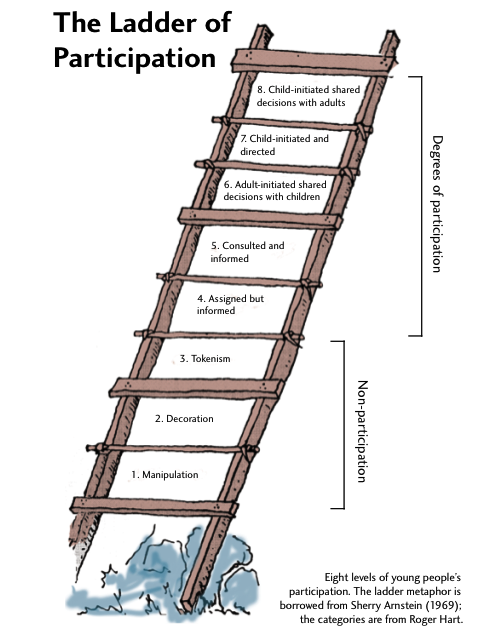 The Ladder of
Participation
8. Child-initiated shared
decisions with adults
7. Child-initiated and
directed
6. Adult-initiated shared
decisions with children
5. Consulted and
informed
4. Assigned but
informed
3. Tokenism
2. Decoration
1. Manipulation
Degrees of participation
Non-participation
Eight levels of young people's
participation. The ladder metaphor is
borrowed from Sherry Arnstein (1969);
the categories are from Roger Hart.